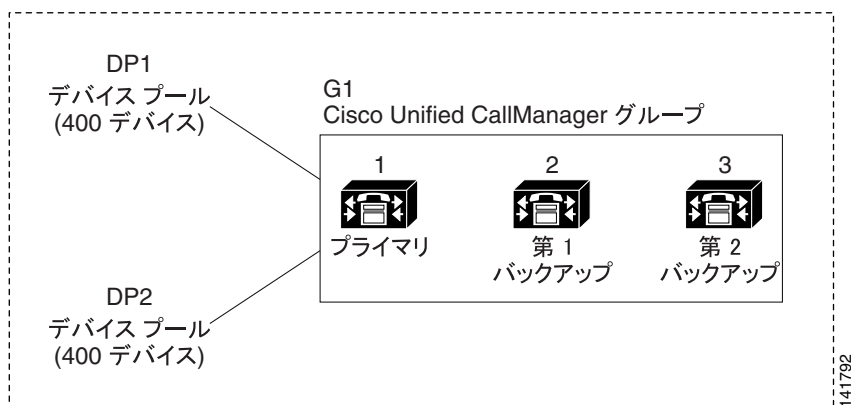 DP1
デバイス プール
(400 デバイス)
G1
Cisco Unified CallManager グループ
1
2
3
プライマリ
第 1
バックアップ
第 2
バックアップ
DP2
デバイス プール
(400 デバイス)
141792